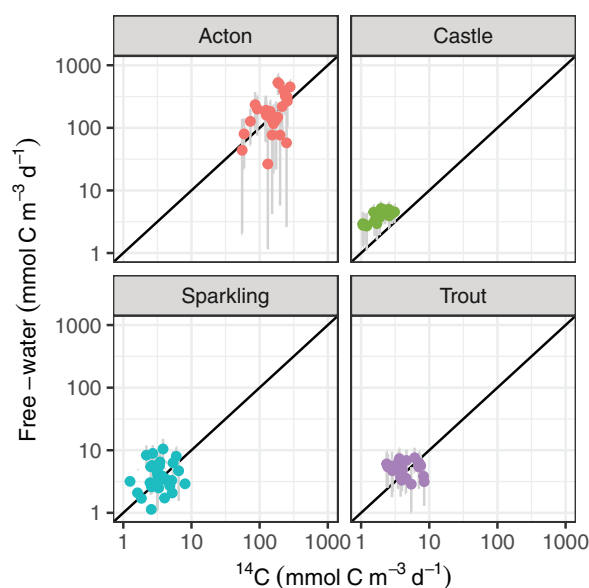 Acton Castle
1000
100
10
1
Sparkling Trout
1000
100
10
1
1 10 100 1000 1 10 100 1000
Free−water (mmol C m⁻³ d⁻¹)
¹⁴C (mmol C m⁻³ d⁻¹)